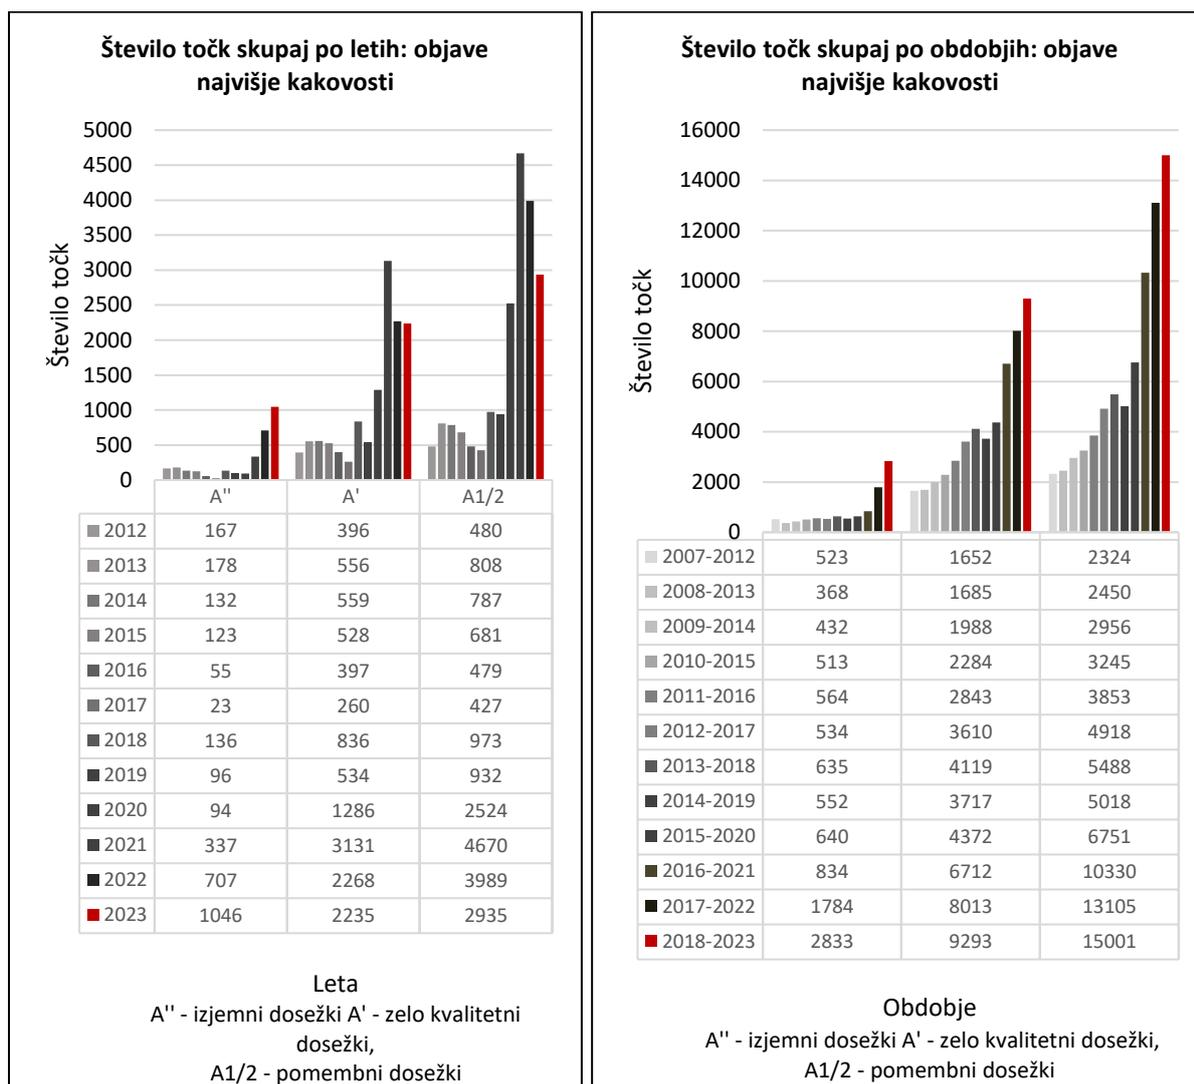 Število točk skupaj po letih: objave
najvišje kakovosti
5000
4500
4000
3500
3000
2500
2000
1500
1000
500
0
Število točk
A'' A' A1/2
2012 167 396 480
2013 178 556 808
2014 132 559 787
2015 123 528 681
2016 55 397 479
2017 23 260 427
2018 136 836 973
2019 96 534 932
2020 94 1286 2524
2021 337 3131 4670
2022 707 2268 3989
2023 1046 2235 2935
Leta
A'' - izjemni dosežki A' - zelo kvalitetni
dosežki,
A1/2 - pomembni dosežki
Število točk skupaj po obdobjih: objave
najvišje kakovosti
16000
14000
12000
10000
8000
6000
4000
2000
0
Število točk
2007-2012 523 1652 2324
2008-2013 368 1685 2450
2009-2014 432 1988 2956
2010-2015 513 2284 3245
2011-2016 564 2843 3853
2012-2017 534 3610 4918
2013-2018 635 4119 5488
2014-2019 552 3717 5018
2015-2020 640 4372 6751
2016-2021 834 6712 10330
2017-2022 1784 8013 13105
2018-2023 2833 9293 15001
Obdobje
A'' - izjemni dosežki A' - zelo kvalitetni dosežki,
A1/2 - pomembni dosežki